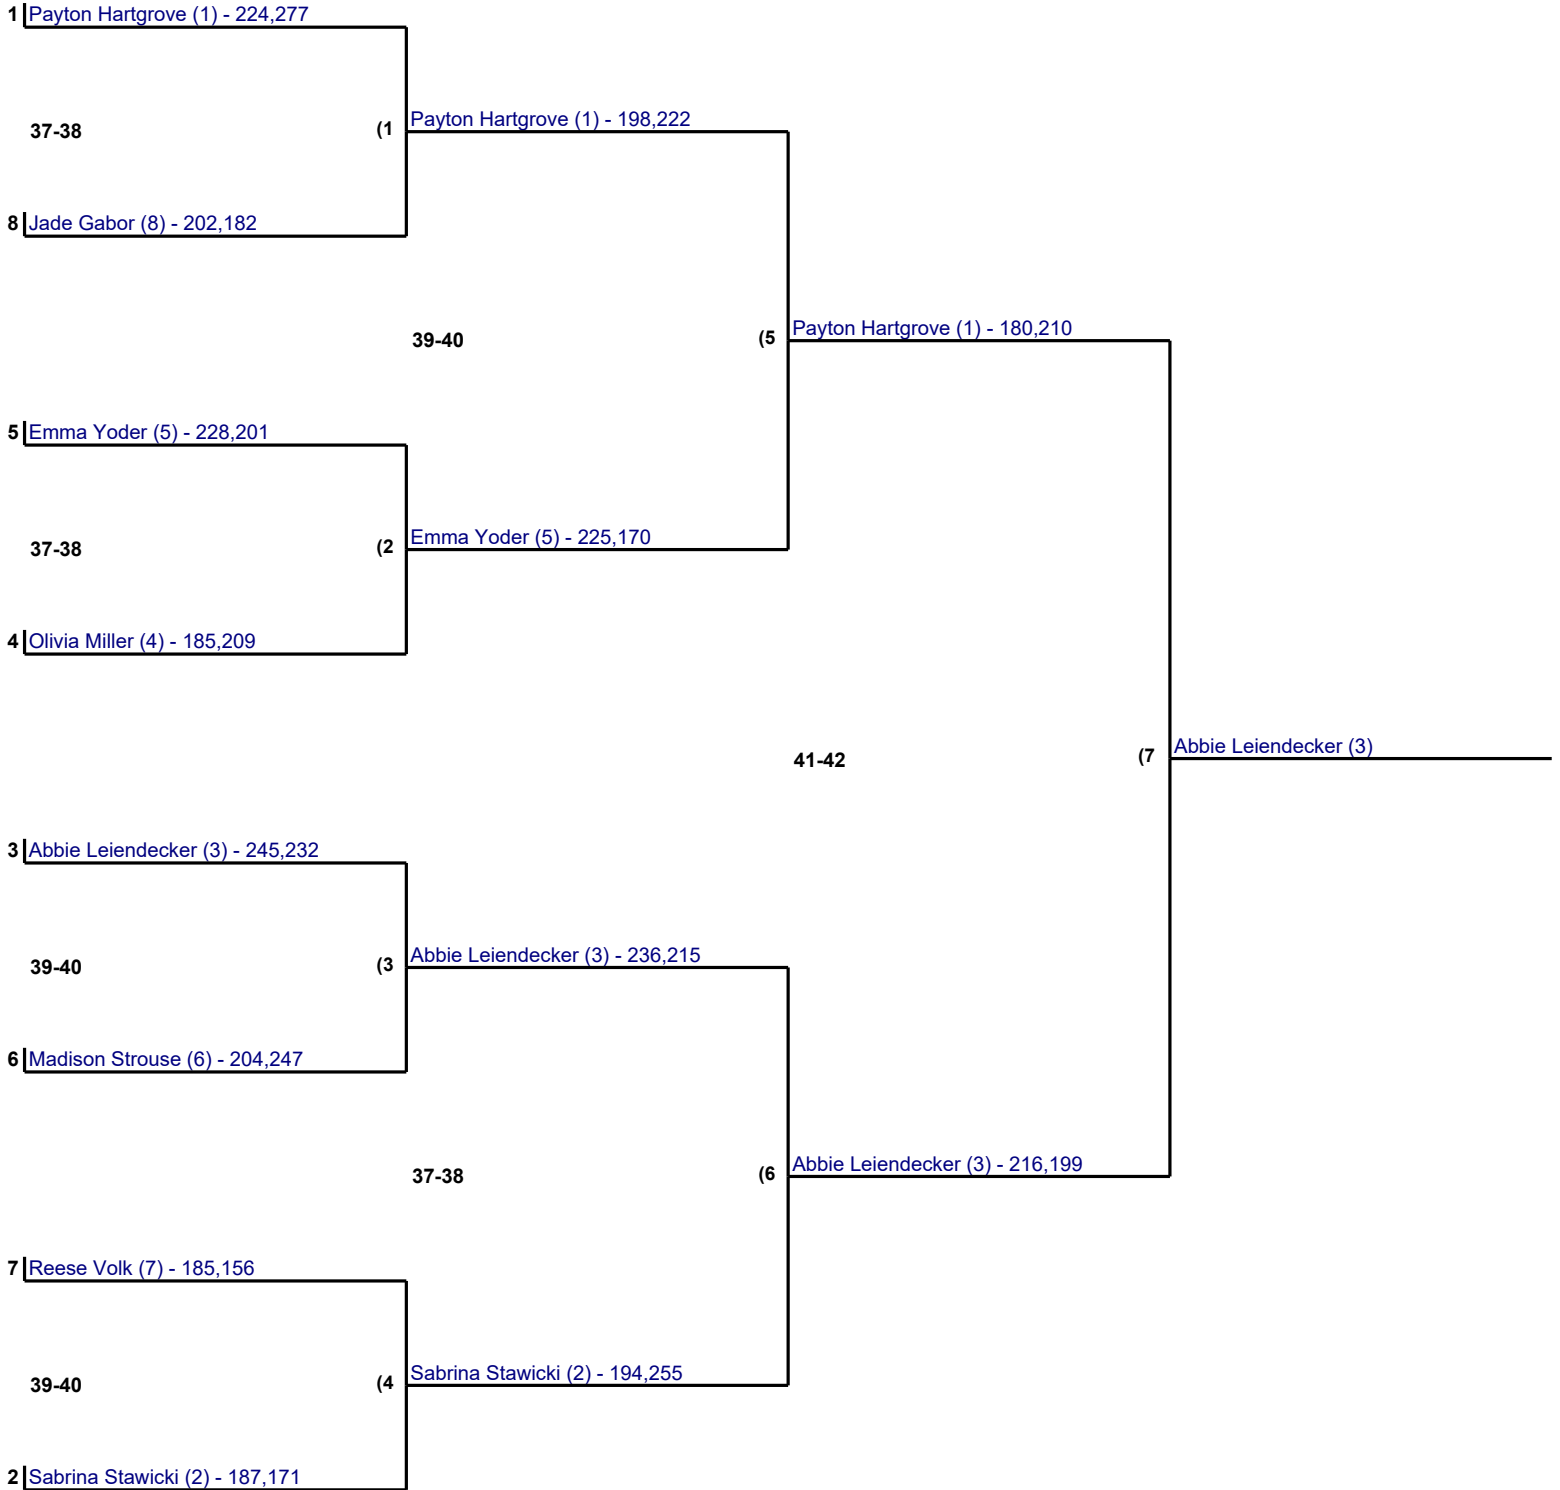 1 Payton Hartgrove (1) - 224,277
37-38 (1 Payton Hartgrove (1) - 198,222
8 Jade Gabor (8) - 202,182
39-40 (5 Payton Hartgrove (1) - 180,210
5 Emma Yoder (5) - 228,201
37-38 (2 Emma Yoder (5) - 225,170
4 Olivia Miller (4) - 185,209
41-42 (7 Abbie Leiendecker (3)
3 Abbie Leiendecker (3) - 245,232
39-40 (3 Abbie Leiendecker (3) - 236,215
6 Madison Strouse (6) - 204,247
37-38 (6 Abbie Leiendecker (3) - 216,199
7 Reese Volk (7) - 185,156
39-40 (4 Sabrina Stawicki (2) - 194,255
2 Sabrina Stawicki (2) - 187,171